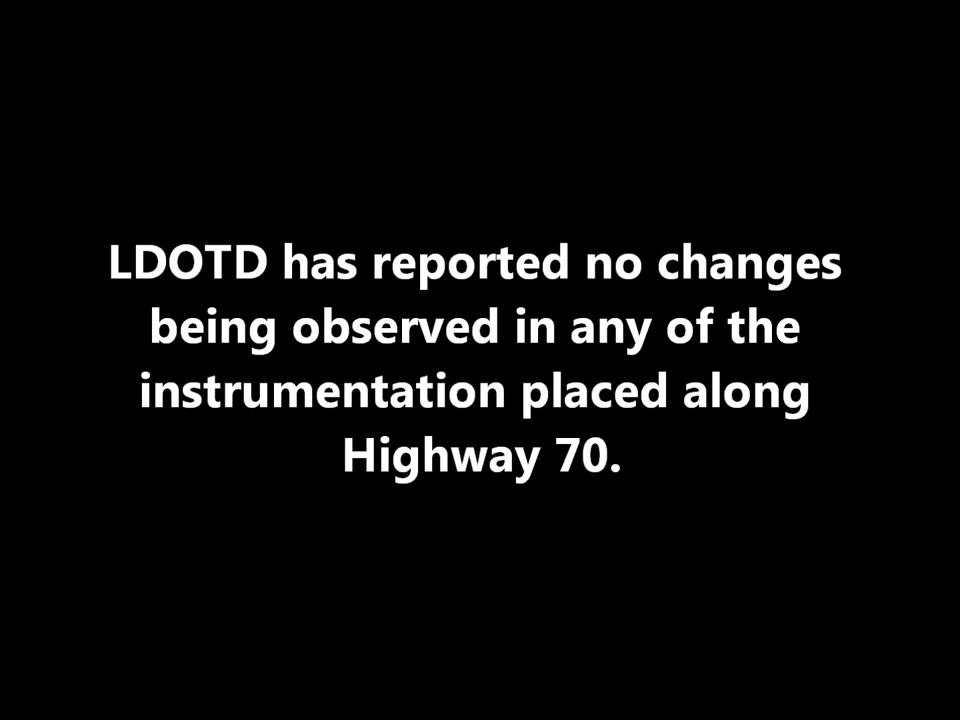 LDOTD has reported no changes
being observed in any of the
instrumentation placed along
Highway 70.